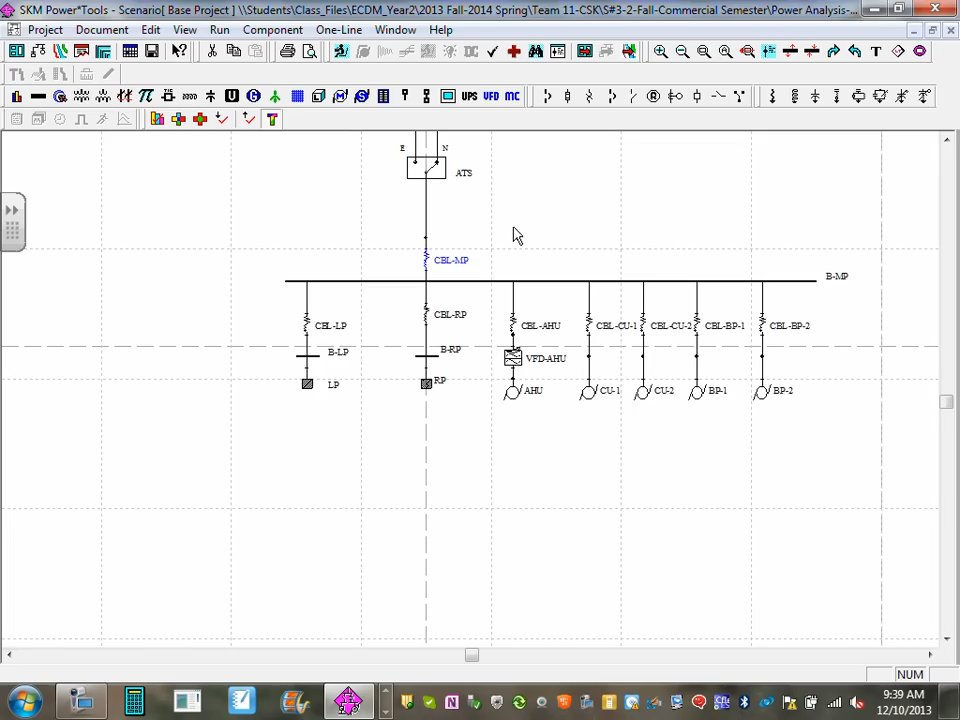 SKM Power*Tools - Scenario[ Base Project ] \\Students\Class_Files\ECDM_Year2\2013 Fall-2014 Spring\Team 11-CSK\S#3-2-Fall-Commercial Semester\Power Analysis-...
Project Document Edit View Run Component One-Line Window Help
UPS VFD MC
E N
ATS
CBL-MP
B-MP
CBL-LP CBL-RP CBL-AHU CBL-CU-1 CBL-CU-2 CBL-BP-1 CBL-BP-2
B-LP B-RP VFD-AHU
LP RP AHU CU-1 CU-2 BP-1 BP-2
NUM
9:39 AM
12/10/2013